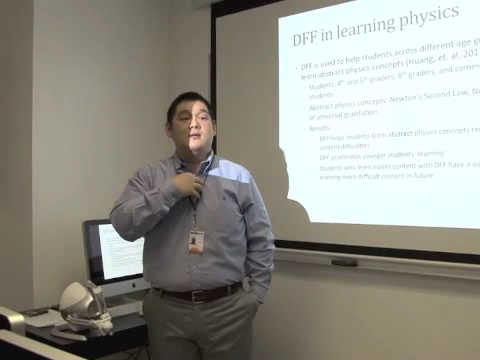 DFF in learning physics
DFF is used to help students across different age g
learn abstract physics concepts (Huang, et. al, 201
Students: 4th and 5th graders, 6th graders, and comm
students
Abstract physics concepts: Newton's Second Law, Ne
of universal gravitation
Results
DFF helps students learn abstract physics concepts re
content difficulties
DFF accelerates younger students' learning
Students who learn easier content with DFF have a ea
learning more difficult content in future